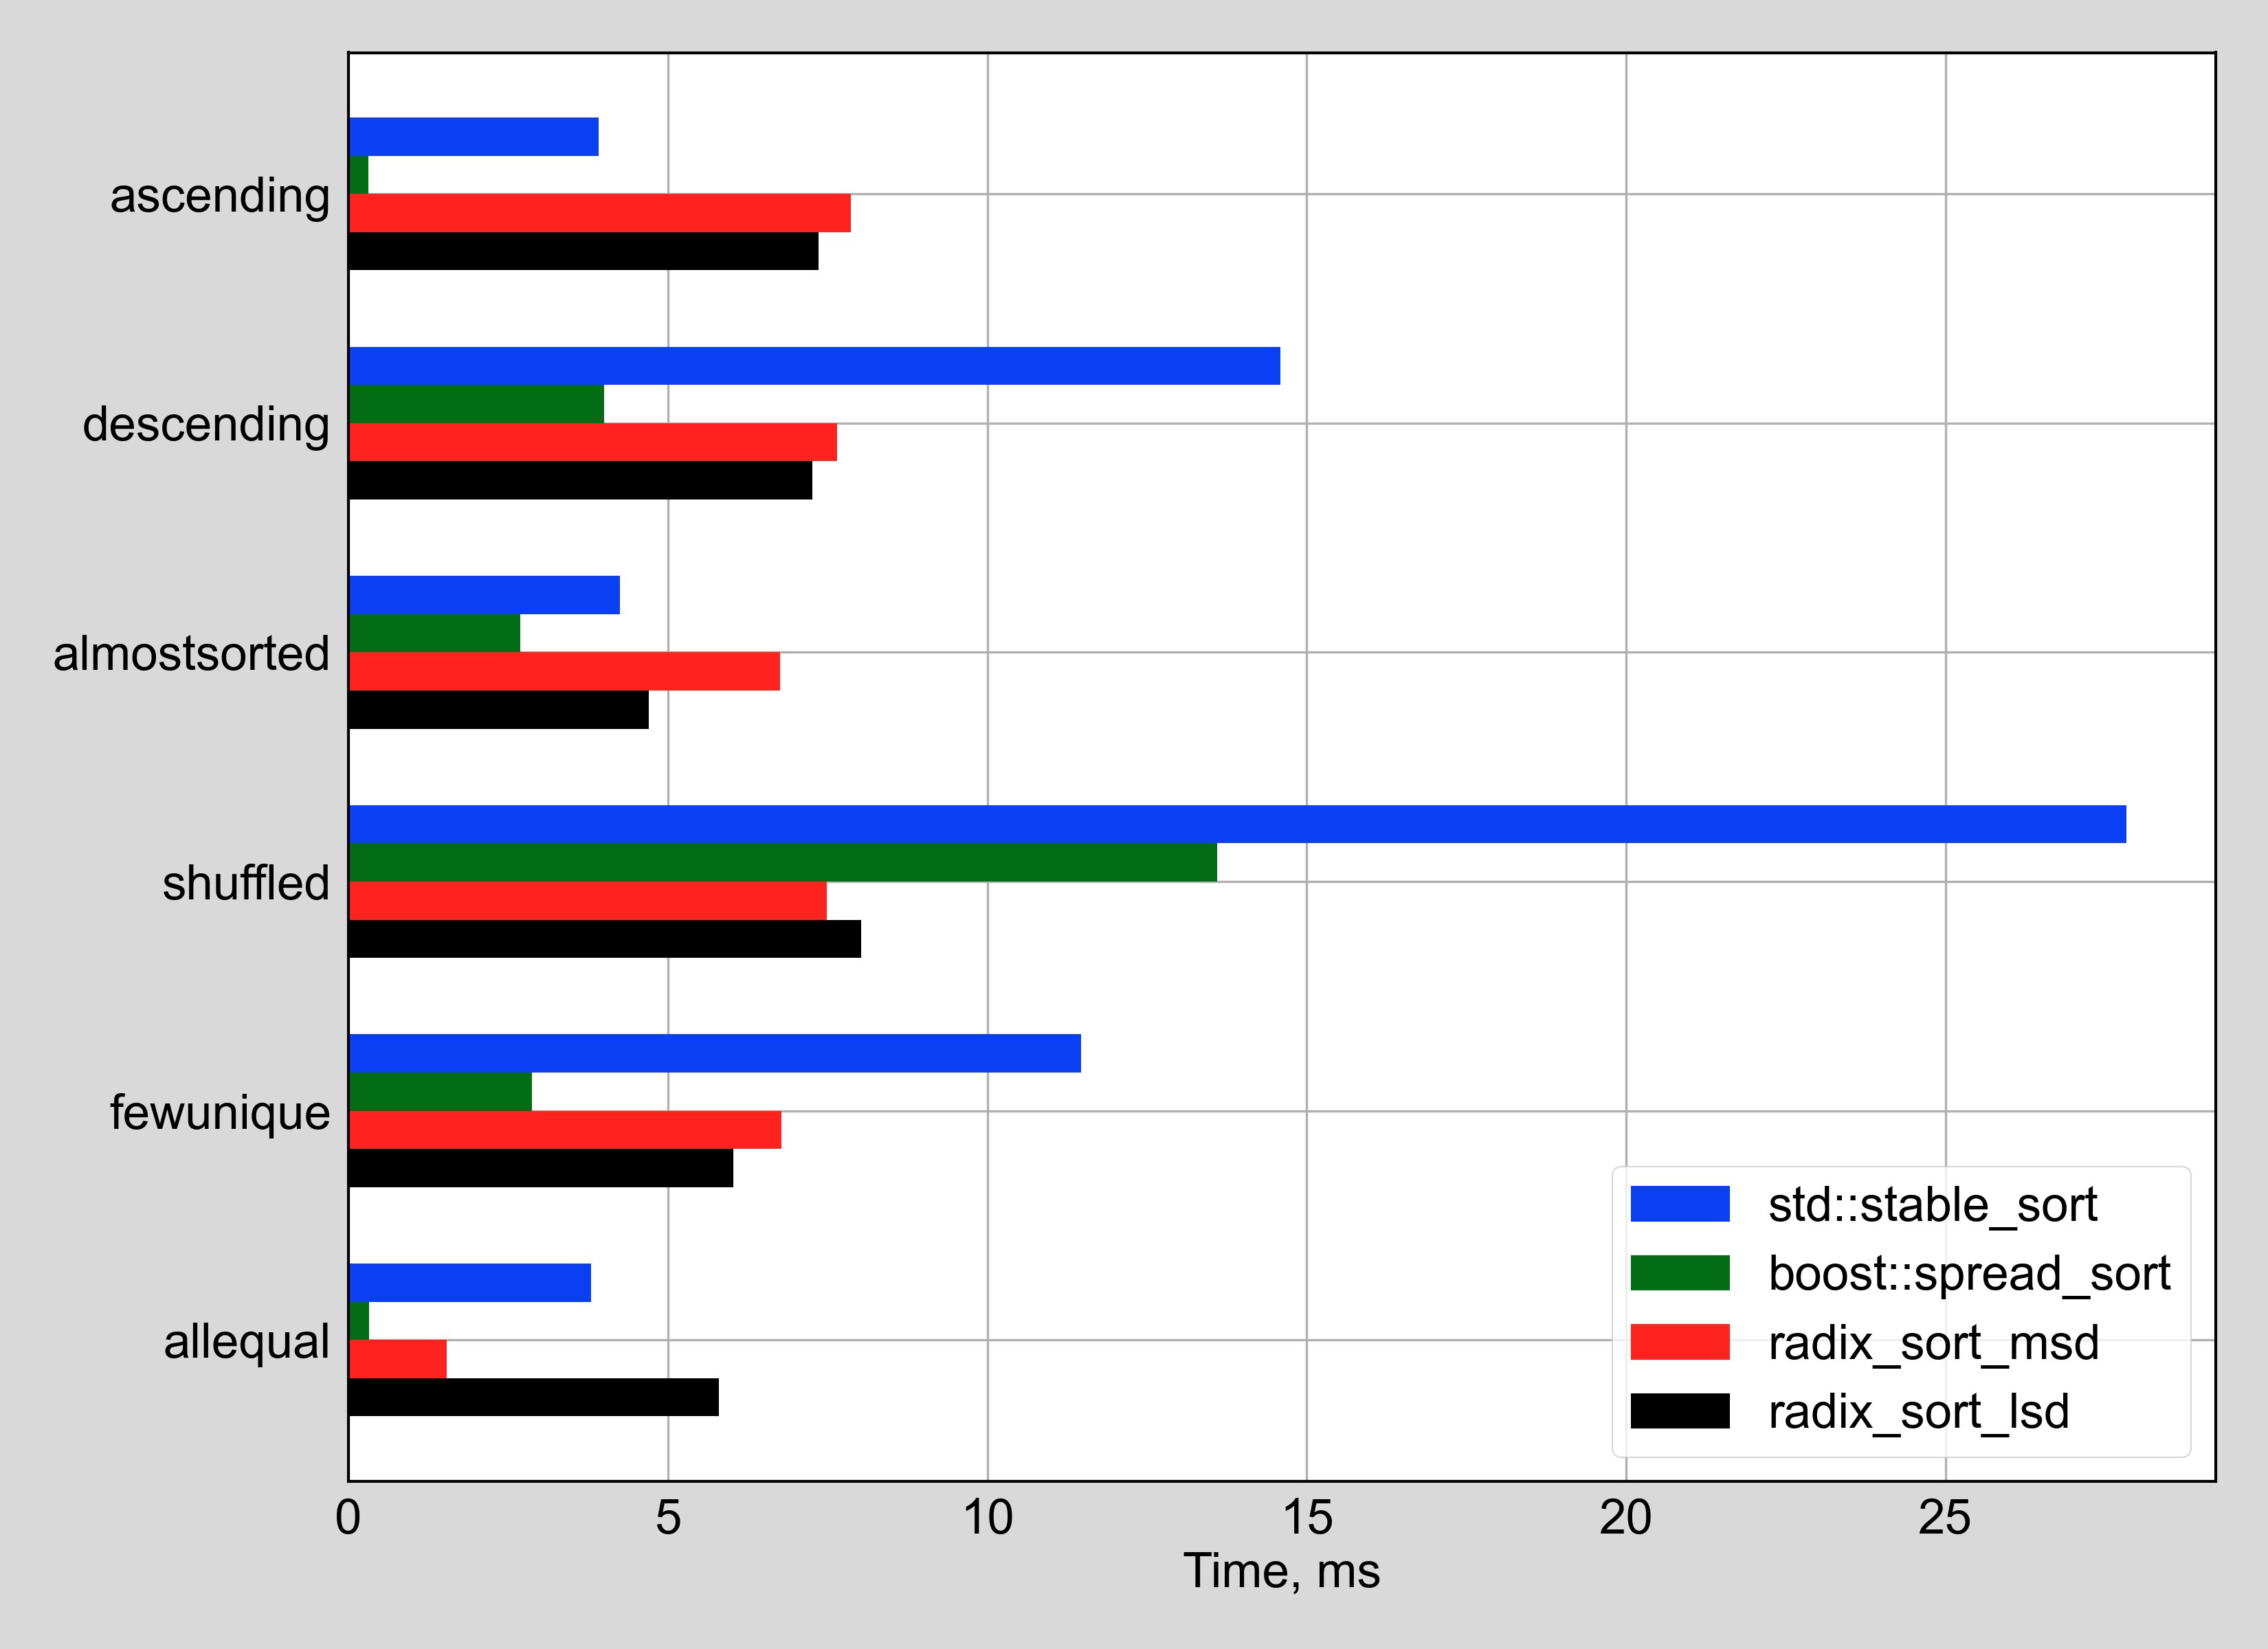 ascending
descending
almostsorted
shuffled
fewunique
allequal
std::stable_sort
boost::spread_sort
radix_sort_msd
radix_sort_lsd
0 5 10 15 20 25
Time, ms